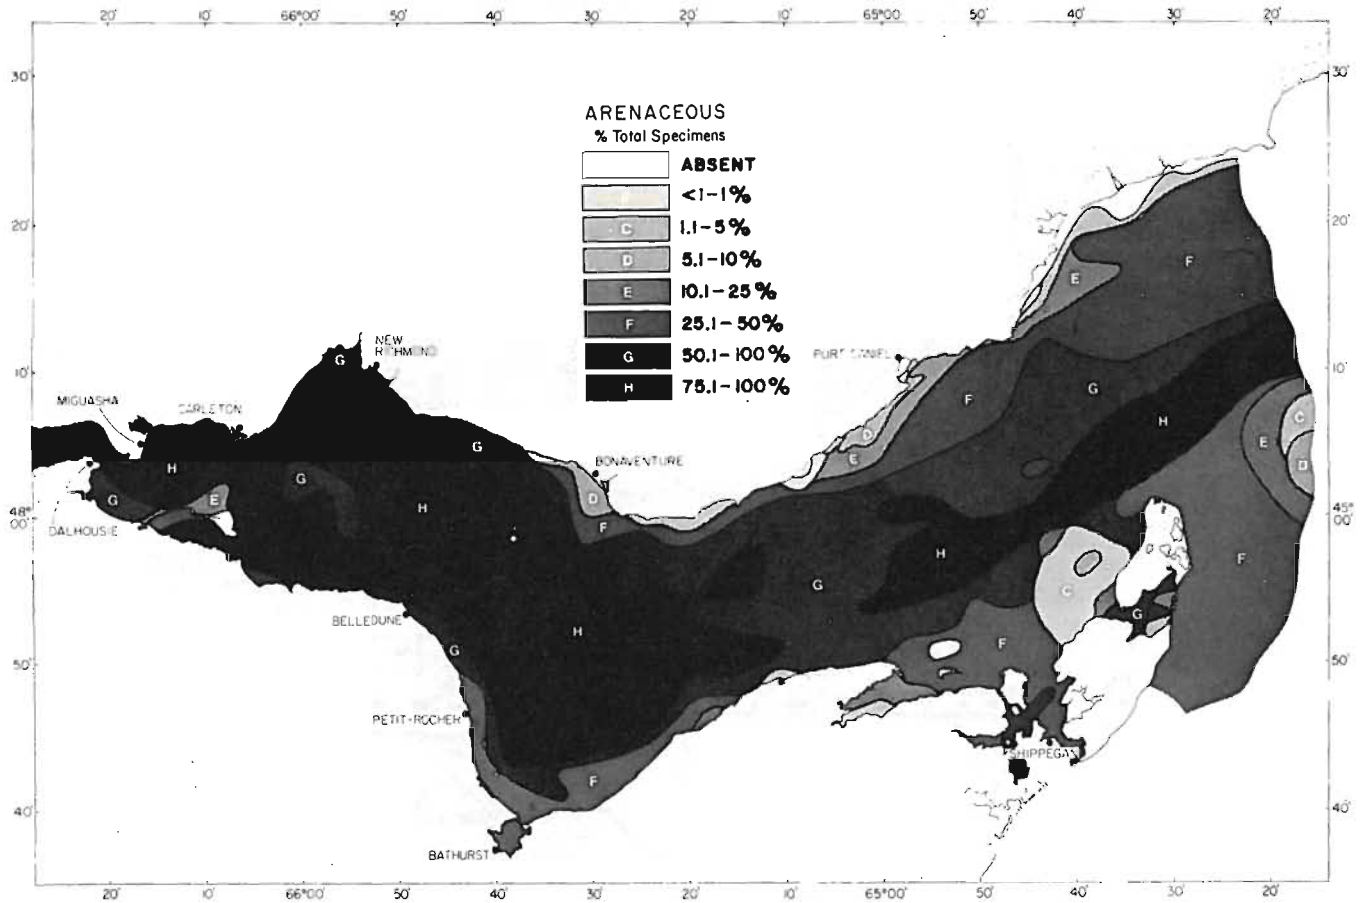 20' 10' 66°00' 50' 40' 30' 20' 10' 65°00' 50' 40' 30' 20'
30' 30'
ARENACEOUS
% Total Specimens
ABSENT
<1-1%
C 1.1-5%
D 5.1-10%
E 10.1-25%
F 25.1-50%
G 50.1-100%
H 75.1-100%
20' 20'
F
E
NEW
RICHMOND
G
10' 10'
MIGUASHA
CARLETON
F
G
C
H
D
E
G
BONAVENTURE
E
D
H
G
G
E
D
H
F
48°
00'
45°
00'
DALHOUSIE
H
F
G
C
G
BELLEDUNE
H
G
F
50' 50'
PETIT-ROCHER
SHIPPEGAN
F
40' 40'
BATHURST
20' 10' 66°00' 50' 40' 30' 20' 10' 65°00' 50' 40' 30' 20'